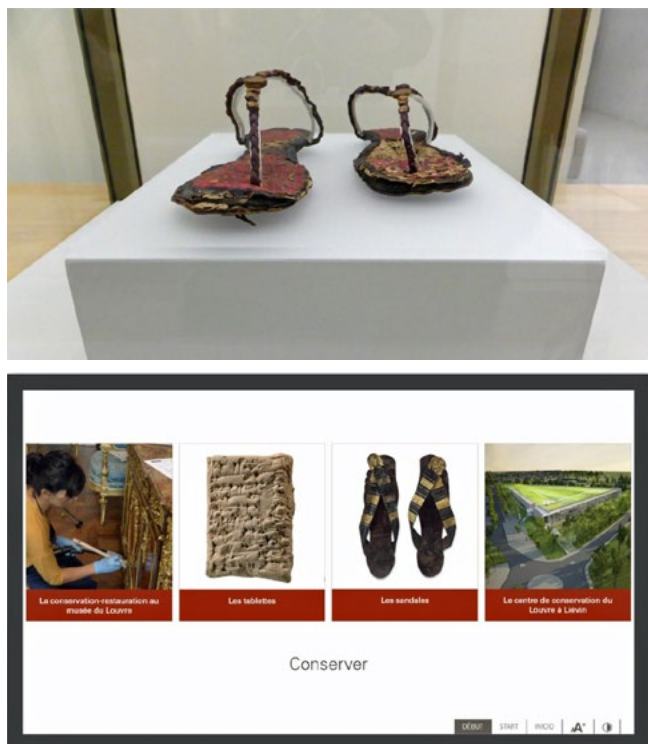 La conservation-restauration au
musée du Louvre
Les tablettes
Les sandales
Le centre de conservation du
Louvre à Liévin
Conserver
DÉBUT
START
INICIO
AA+